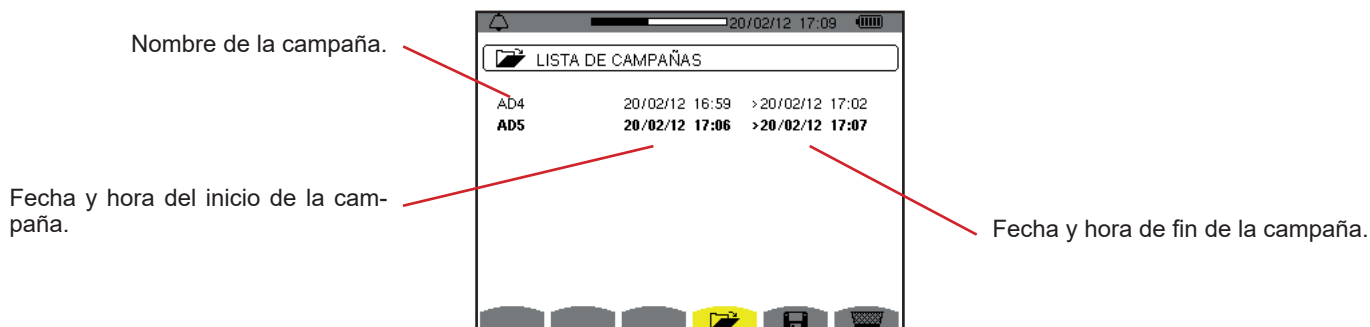 20/02/12 17:09
Nombre de la campaña.
LISTA DE CAMPAÑAS
AD4 20/02/12 16:59 >20/02/12 17:02
AD5 20/02/12 17:06 >20/02/12 17:07
Fecha y hora del inicio de la cam-
paña.
Fecha y hora de fin de la campaña.